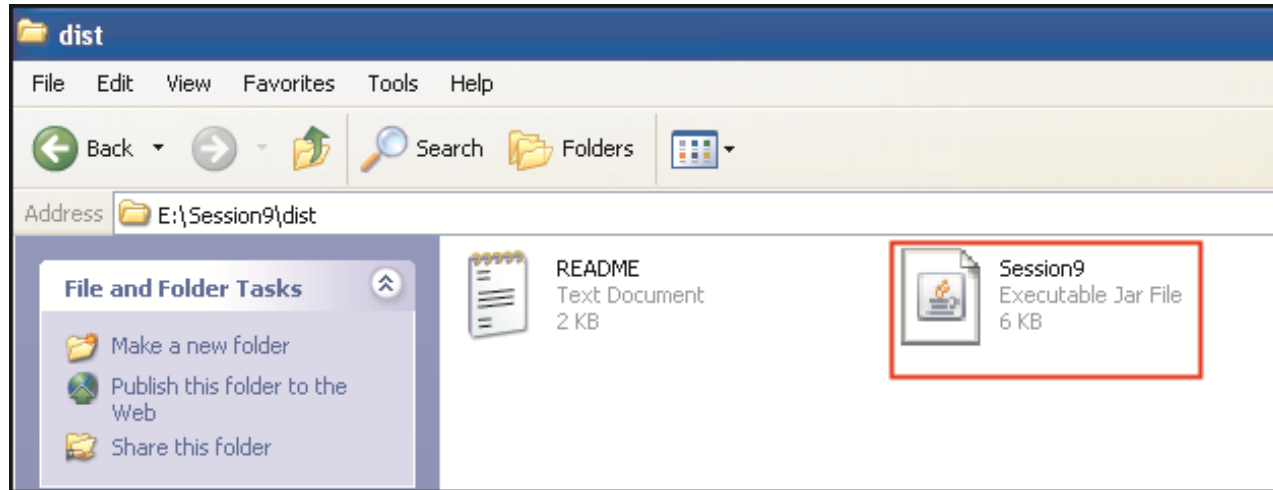 dist
File Edit View Favorites Tools Help
Back Search Folders
Address E:\Session9\dist
File and Folder Tasks
Make a new folder
Publish this folder to the
Web
Share this folder
README
Text Document
2 KB
Session9
Executable Jar File
6 KB